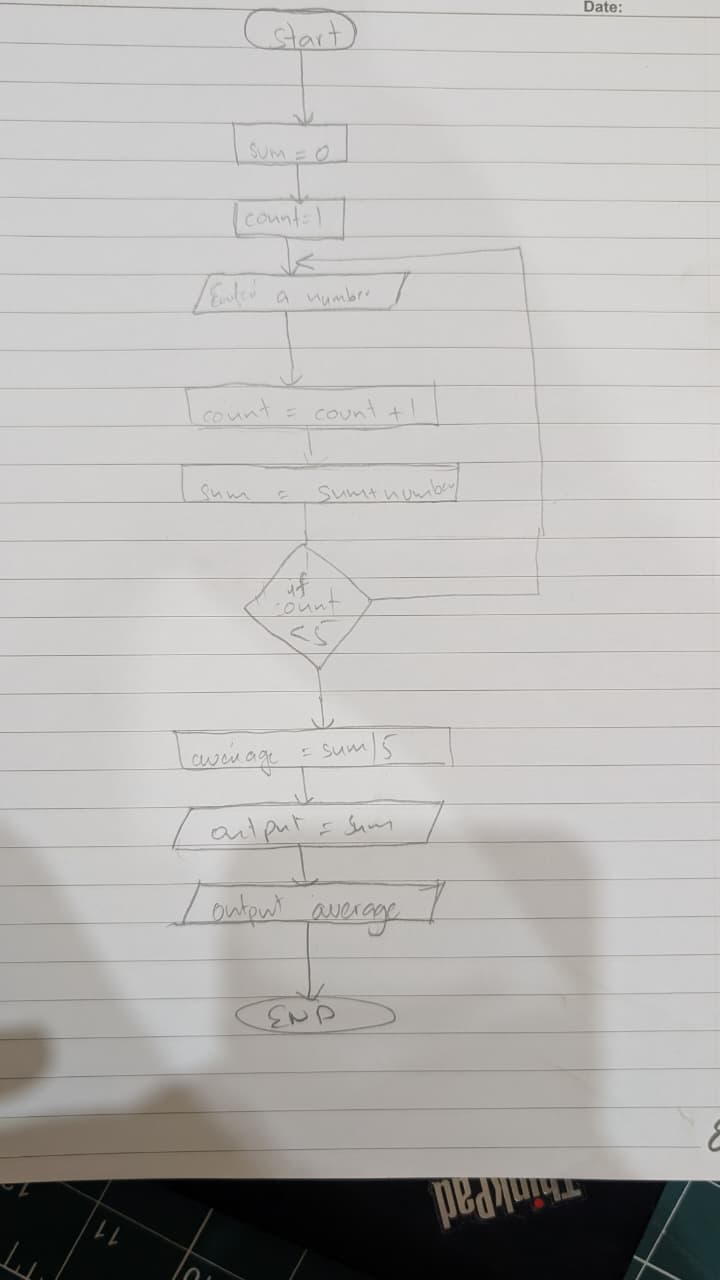 Date:
Start
sum = 0
count=1
Enter a number
count = count + 1
sum = sum+number
if
count
<5
average = sum/5
output = sum
output average
END
ThinkPad
11